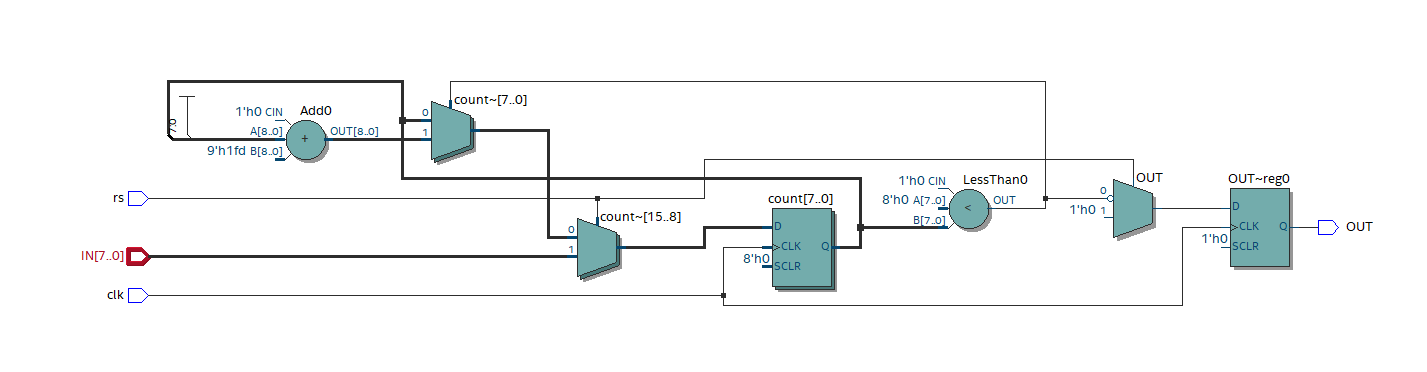 count~[7..0]
Add0
1'h0 CIN
0
A[8..0]
OUT[8..0]
+
1
7:0
9'h1fd B[8..0]
LessThan0
1'h0 CIN
OUT
OUT~reg0
0
rs
count[7..0]
8'h0 A[7..0]
<
OUT
1'h0
1
D
count~[15..8]
B[7..0]
0
D
CLK
Q
OUT
1'h0
SCLR
IN[7..0]
1
CLK
Q
8'h0
SCLR
clk